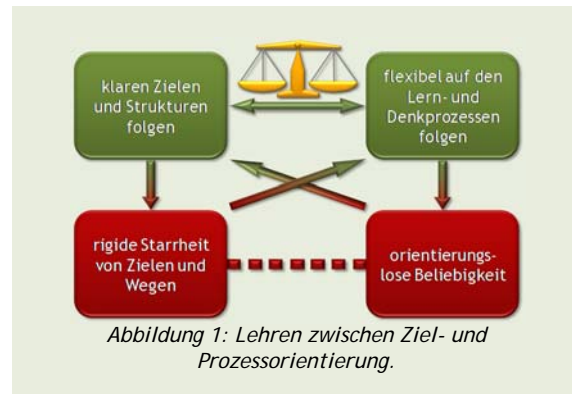 klaren Zielen
und Strukturen
folgen
flexibel auf den
Lern- und
Denkprozessen
folgen
rigide Starrheit
von Zielen und
Wegen
orientierungs-
lose Beliebigkeit
Abbildung 1: Lehren zwischen Ziel- und
Prozessorientierung.